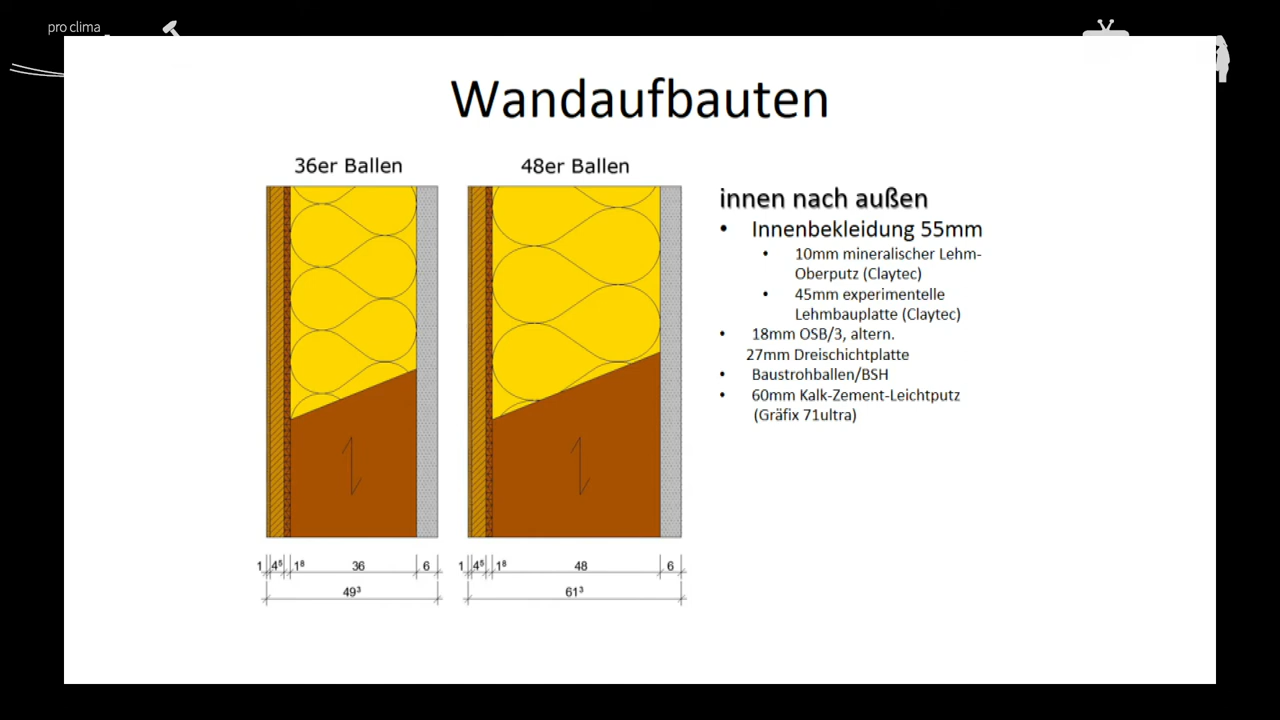 pro clima
Wandaufbauten
36er Ballen
48er Ballen
innen nach außen
• Innenbekleidung 55mm
• 10mm mineralischer Lehm-
Oberputz (Claytec)
• 45mm experimentelle
Lehmbauplatte (Claytec)
• 18mm OSB/3, altern.
27mm Dreischichtplatte
• Baustrohballen/BSH
• 60mm Kalk-Zement-Leichtputz
(Gräfix 71ultra)
1 4⁵ 1⁸ 36 6
49³
1 4⁵ 1⁸ 48 6
61³